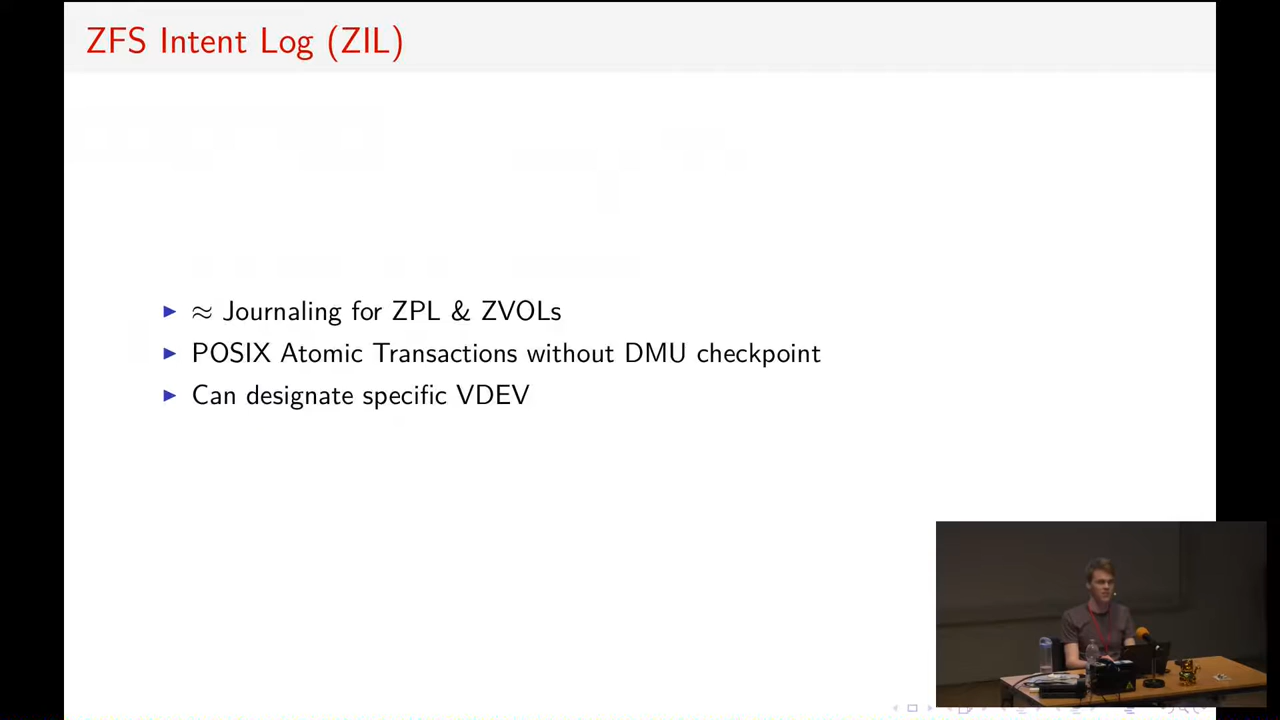 ZFS Intent Log (ZIL)
▶ ≈ Journaling for ZPL & ZVOLs
▶ POSIX Atomic Transactions without DMU checkpoint
▶ Can designate specific VDEV